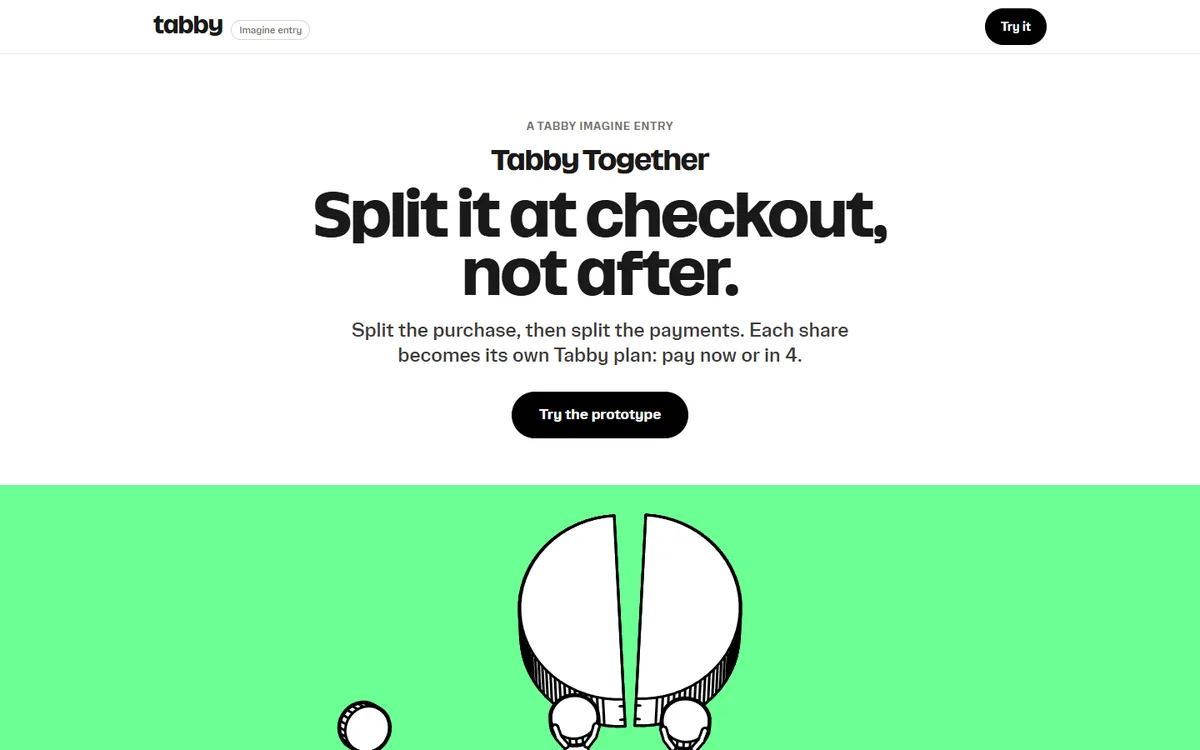 tabby
Imagine entry
Try it
A TABBY IMAGINE ENTRY
Tabby Together
Split it at checkout,
not after.
Split the purchase, then split the payments. Each share
becomes its own Tabby plan: pay now or in 4.
Try the prototype